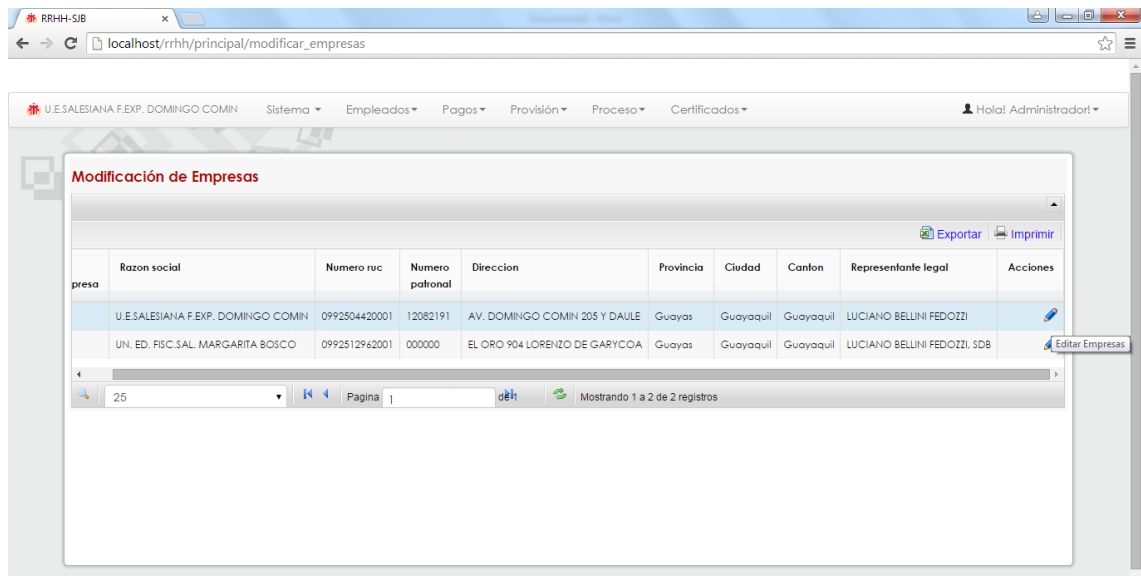 RRHH-SJB
localhost/rrhh/principal/modificar_empresas
U.E.SALESIANA F.EXP. DOMINGO COMIN Sistema Empleados Pagos Provisión Proceso Certificados Hola! Administrador!
Modificación de Empresas
Exportar Imprimir
presa Razon social Numero ruc Numero patronal Direccion Provincia Ciudad Canton Representante legal Acciones
U.E.SALESIANA F.EXP. DOMINGO COMIN 0992504420001 12082191 AV. DOMINGO COMIN 205 Y DAULE Guayas Guayaquil Guayaquil LUCIANO BELLINI FEDOZZI
UN. ED. FISC.SAL. MARGARITA BOSCO 0992512962001 000000 EL ORO 904 LORENZO DE GARYCOA Guayas Guayaquil Guayaquil LUCIANO BELLINI FEDOZZI, SDB
Editar Empresas
25 Pagina 1 de 1 Mostrando 1 a 2 de 2 registros